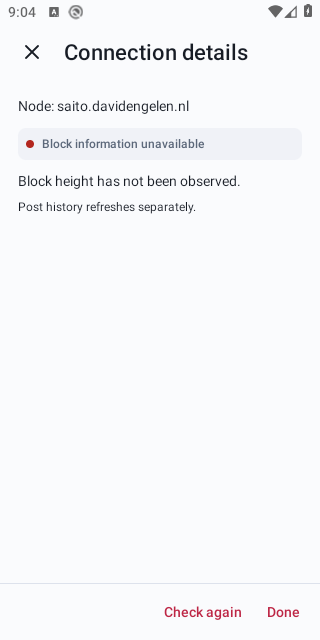 9:04
Connection details
Node: saito.davidengelen.nl
Block information unavailable
Block height has not been observed.
Post history refreshes separately.
Check again
Done